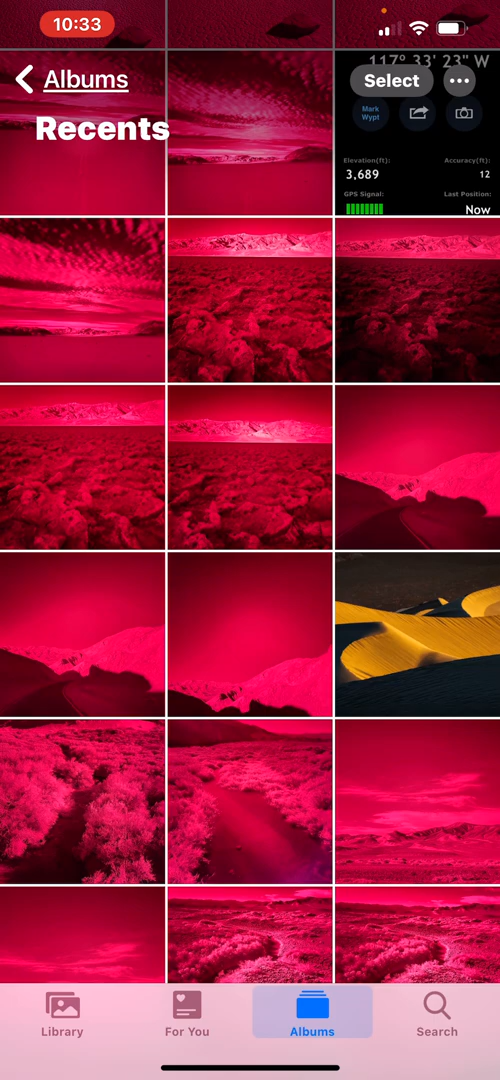 10:33
117° 33' 23" W
Albums
Select
Recents
Mark
Wypt
Elevation(ft):
Accuracy(ft):
3,689
12
GPS Signal:
Last Position:
Now
Library
For You
Albums
Search